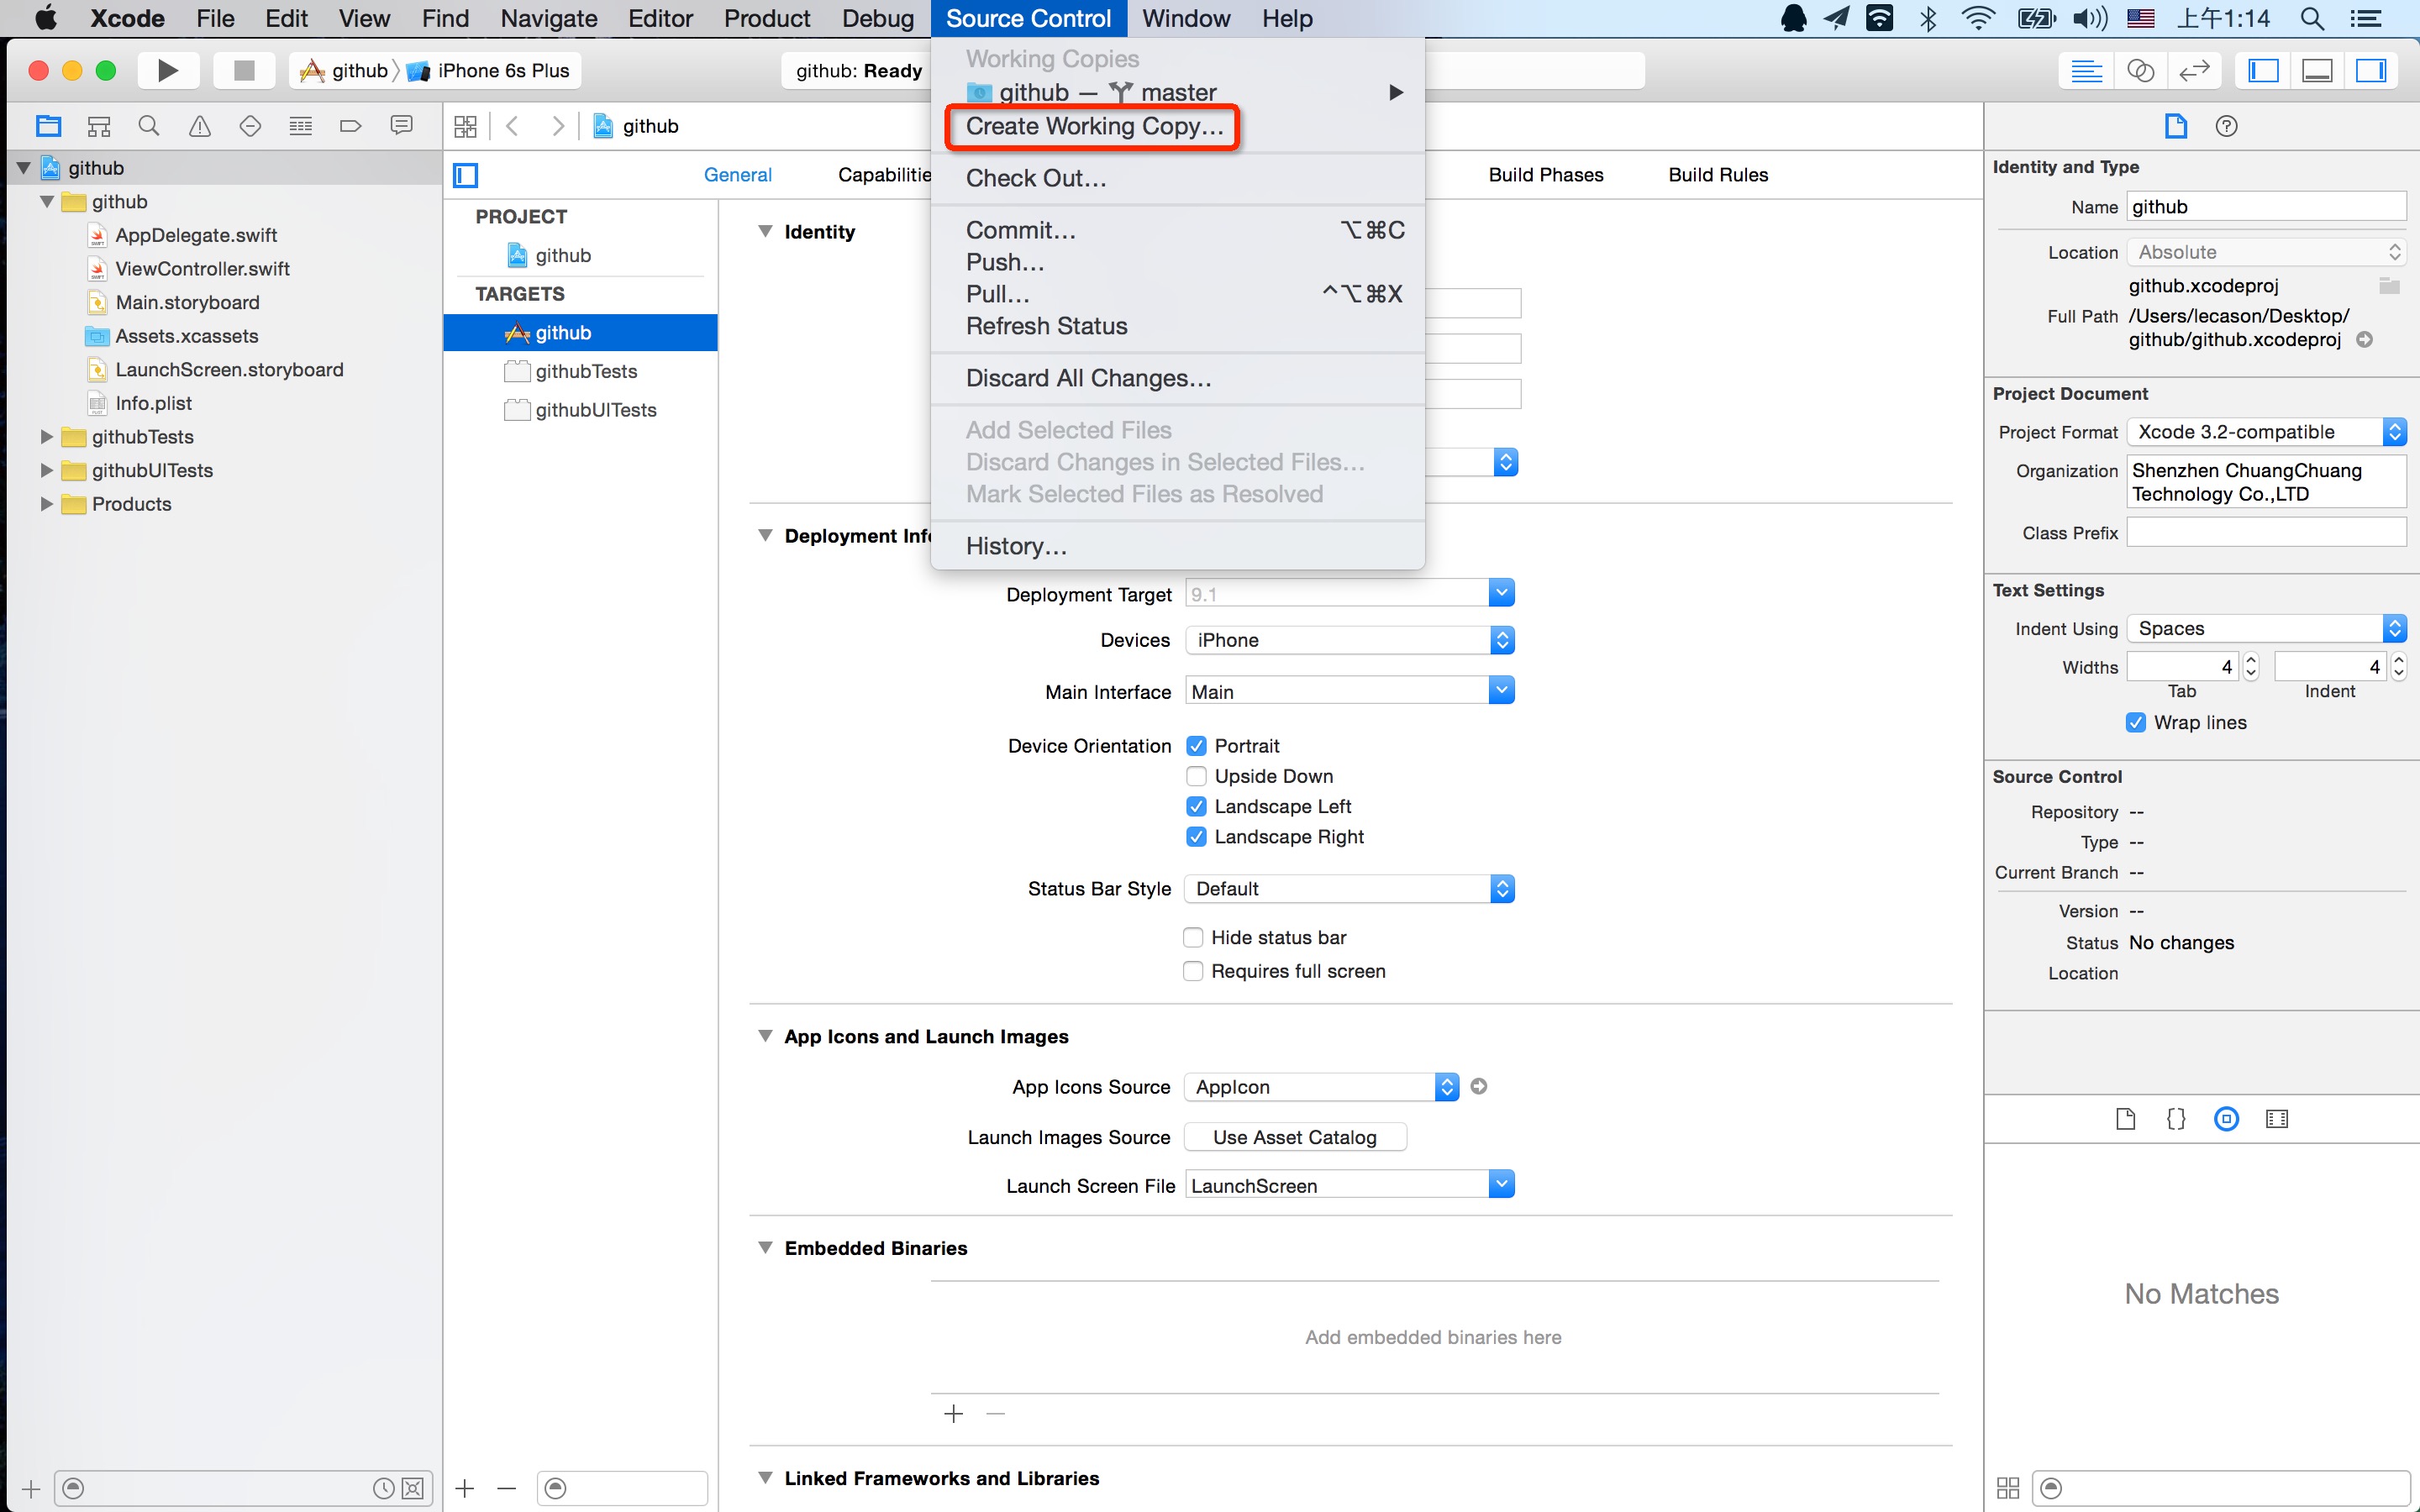 Xcode File Edit View Find Navigate Editor Product Debug Source Control Window Help 上午1:14
github iPhone 6s Plus
github: Ready
Working Copies
github — master
Create Working Copy...
Check Out...
Commit... ⌥⌘C
Push...
Pull... ^⌥⌘X
Refresh Status
Discard All Changes...
Add Selected Files
Discard Changes in Selected Files...
Mark Selected Files as Resolved
History...
github
github
AppDelegate.swift
ViewController.swift
Main.storyboard
Assets.xcassets
LaunchScreen.storyboard
Info.plist
githubTests
githubUITests
Products
github
General Capabilitie Build Phases Build Rules
PROJECT
github
TARGETS
github
githubTests
githubUITests
Identity
Deployment Inf
Deployment Target 9.1
Devices iPhone
Main Interface Main
Device Orientation Portrait
Upside Down
Landscape Left
Landscape Right
Status Bar Style Default
Hide status bar
Requires full screen
App Icons and Launch Images
App Icons Source AppIcon
Launch Images Source Use Asset Catalog
Launch Screen File LaunchScreen
Embedded Binaries
Add embedded binaries here
Linked Frameworks and Libraries
Identity and Type
Name github
Location Absolute
github.xcodeproj
Full Path /Users/lecason/Desktop/
github/github.xcodeproj
Project Document
Project Format Xcode 3.2-compatible
Organization Shenzhen ChuangChuang
Technology Co.,LTD
Class Prefix
Text Settings
Indent Using Spaces
Widths 4 4
Tab Indent
Wrap lines
Source Control
Repository --
Type --
Current Branch --
Version --
Status No changes
Location
No Matches